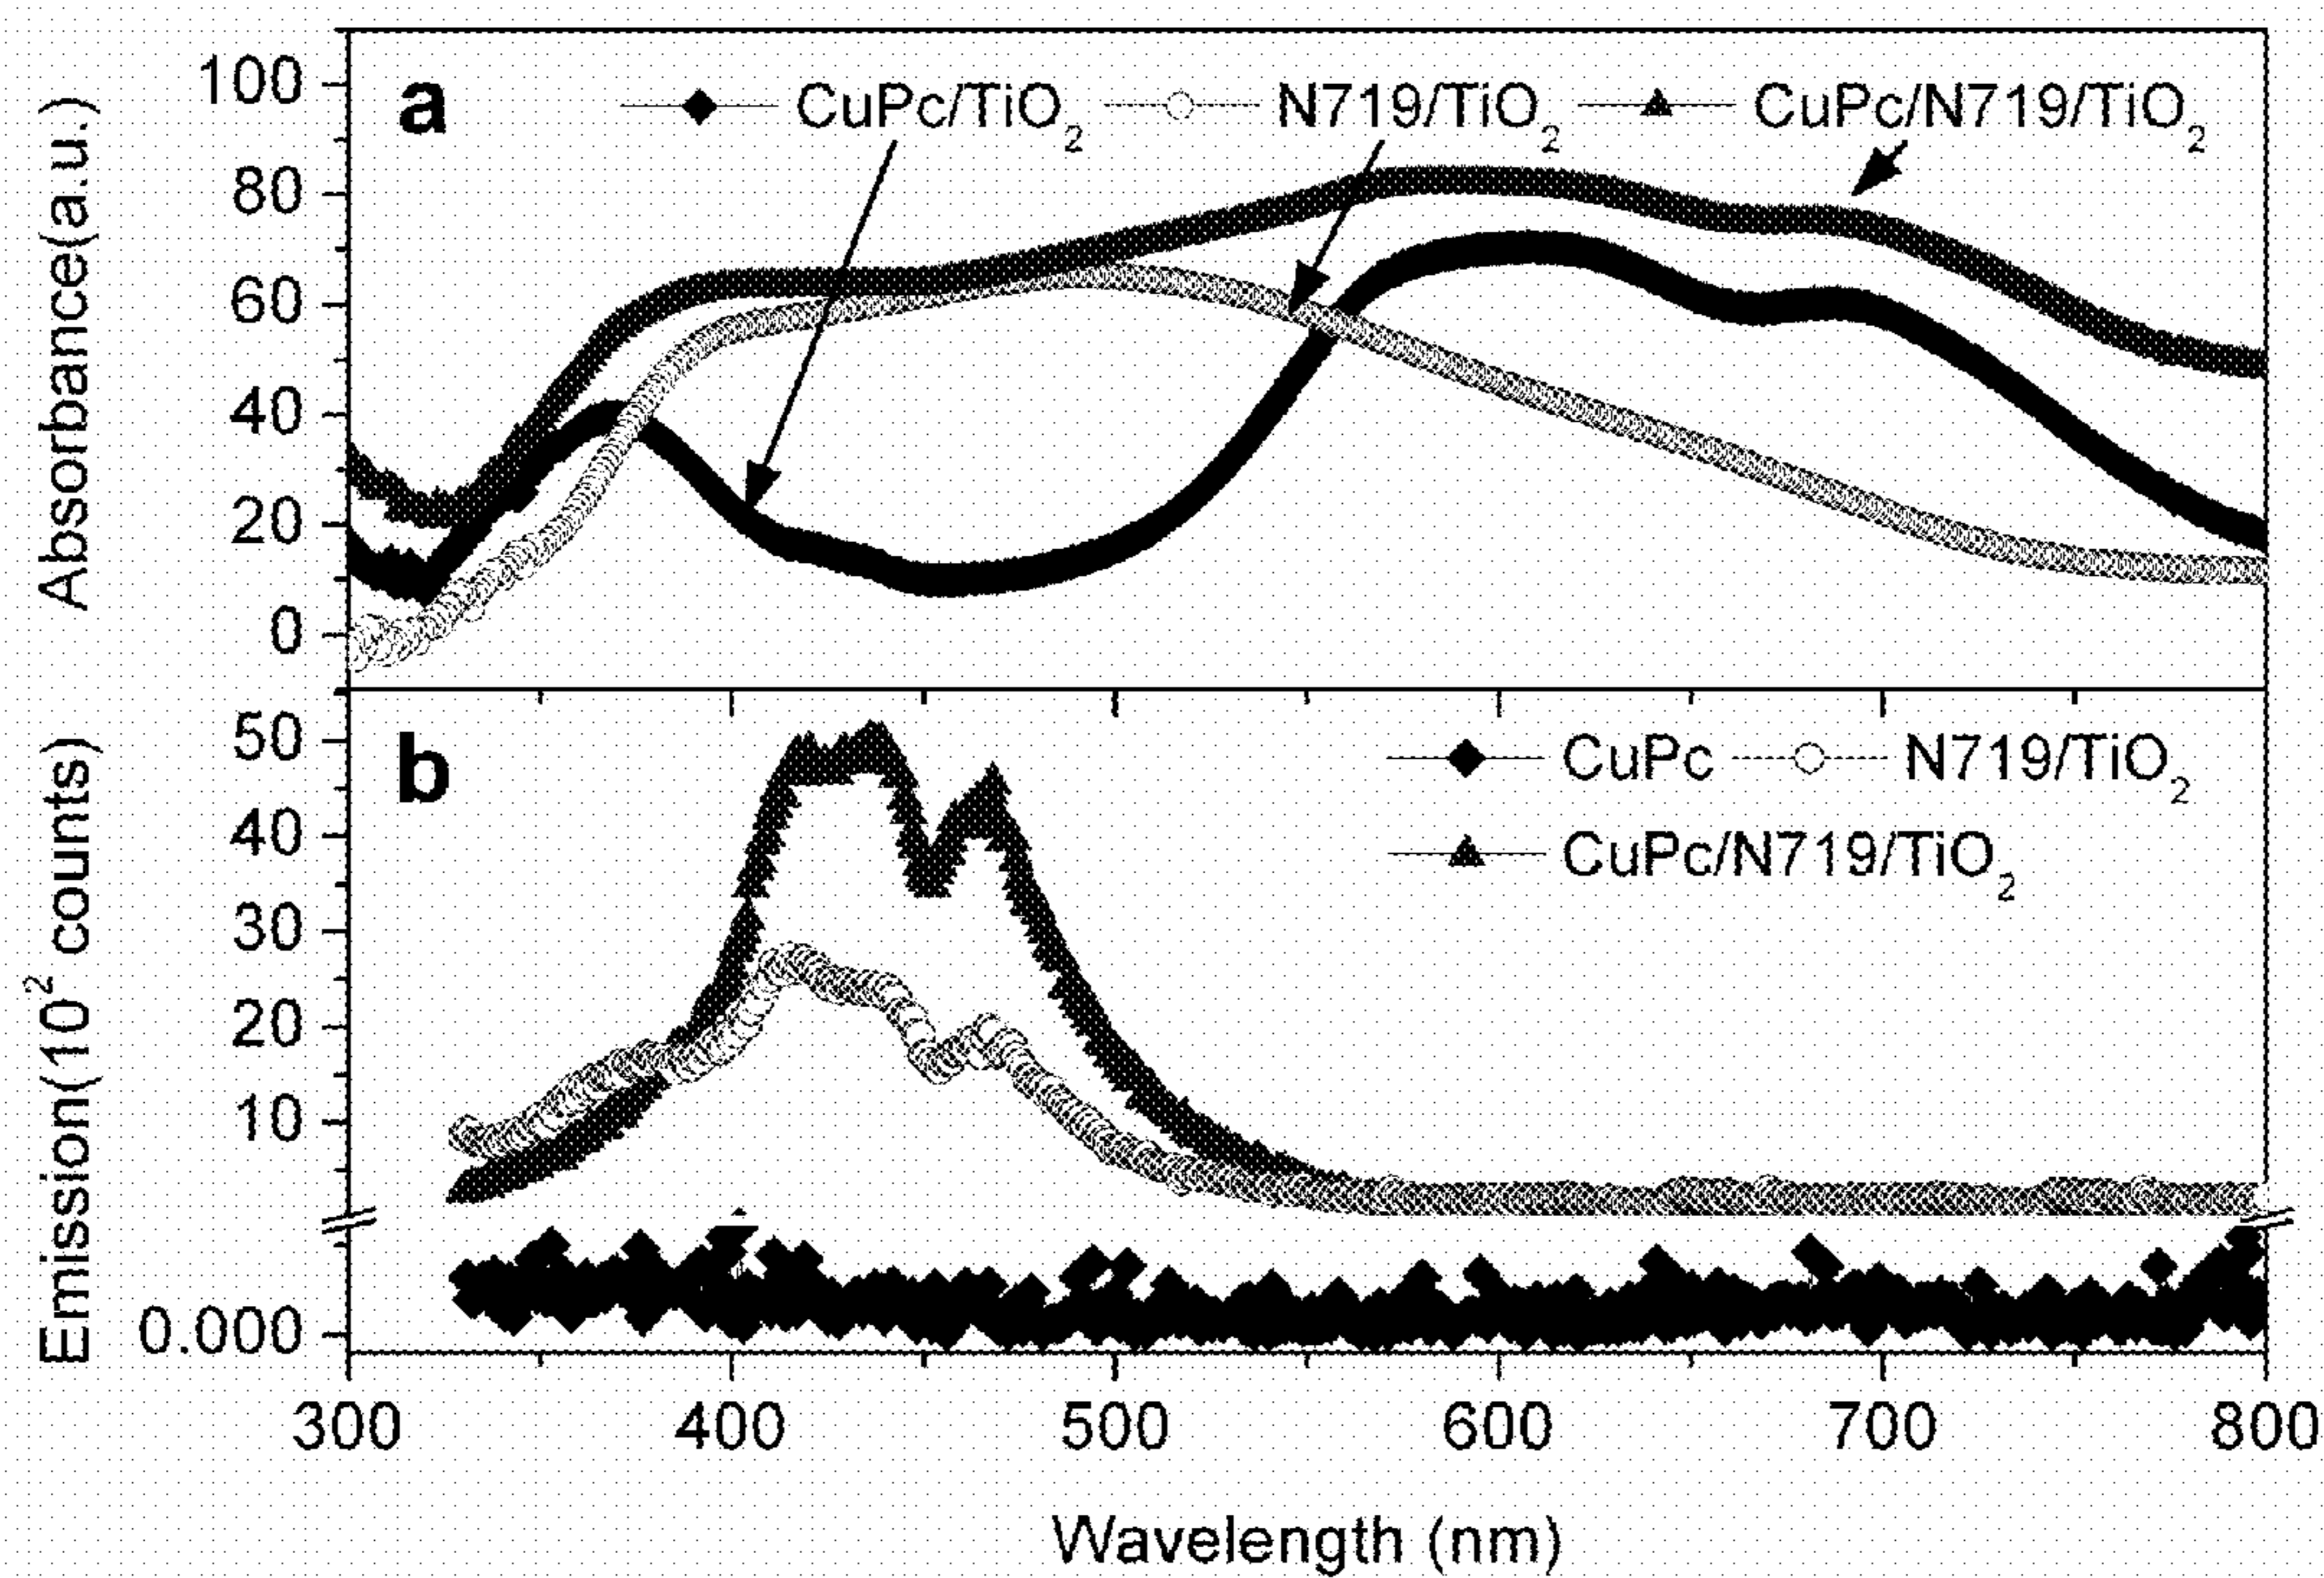 a
CuPc/TiO2 N719/TiO2 CuPc/N719/TiO2
100
80
60
40
20
0
Absorbance(a.u.)
b
CuPc N719/TiO2
CuPc/N719/TiO2
50
40
30
20
10
0.000
Emission(10² counts)
300 400 500 600 700 800
Wavelength (nm)